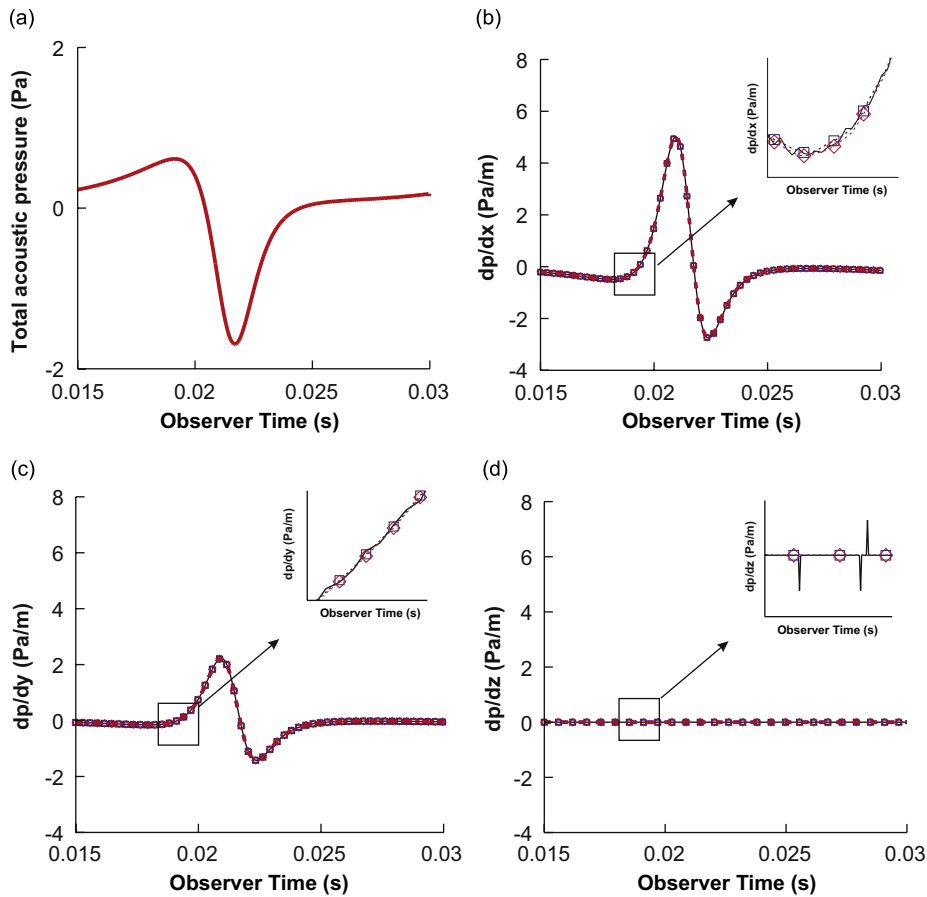 (a)
Total acoustic pressure (Pa)
2
0
-2
0.015
0.02
0.025
0.03
Observer Time (s)
(b)
dp/dx (Pa/m)
8
6
4
2
0
-2
-4
0.015
0.02
0.025
0.03
Observer Time (s)
dp/dx (Pa/m)
Observer Time (s)
(c)
dp/dy (Pa/m)
8
6
4
2
0
-2
-4
0.015
0.02
0.025
0.03
Observer Time (s)
dp/dy (Pa/m)
Observer Time (s)
(d)
dp/dz (Pa/m)
8
6
4
2
0
-2
-4
0.015
0.02
0.025
0.03
Observer Time (s)
dp/dz (Pa/m)
Observer Time (s)